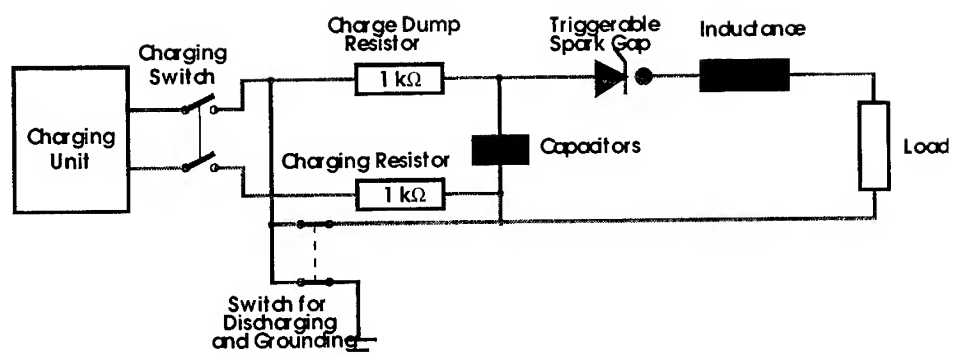 Charge Dump
Resistor
Triggerable
Spark Gap
Inductance
Charging
Switch
1 kΩ
Charging
Unit
Capacitors
Load
Charging Resistor
1 kΩ
Switch for
Discharging
and Grounding